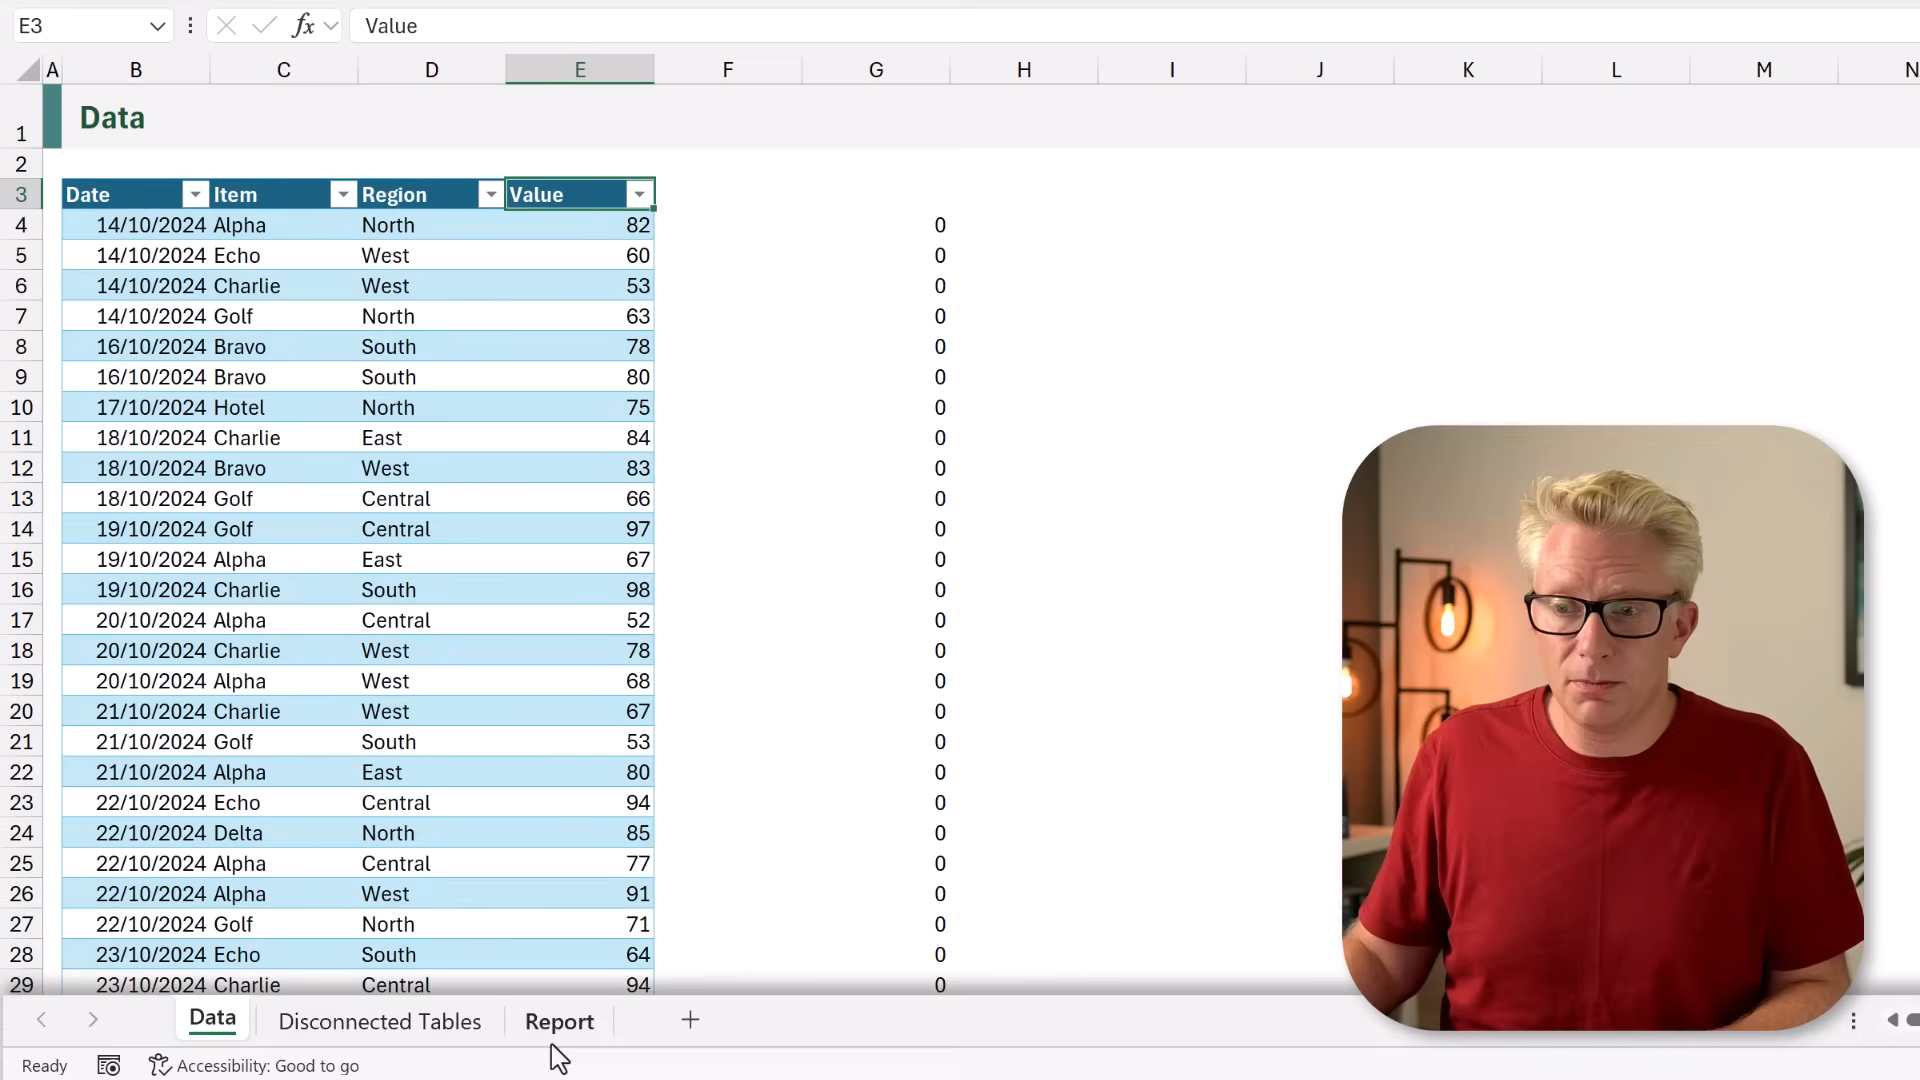 E3 fx Value
A B C D E F G H I J K L M N
1 Data
2
3 Date Item Region Value
4 14/10/2024 Alpha North 82 0
5 14/10/2024 Echo West 60 0
6 14/10/2024 Charlie West 53 0
7 14/10/2024 Golf North 63 0
8 16/10/2024 Bravo South 78 0
9 16/10/2024 Bravo South 80 0
10 17/10/2024 Hotel North 75 0
11 18/10/2024 Charlie East 84 0
12 18/10/2024 Bravo West 83 0
13 18/10/2024 Golf Central 66 0
14 19/10/2024 Golf Central 97 0
15 19/10/2024 Alpha East 67 0
16 19/10/2024 Charlie South 98 0
17 20/10/2024 Alpha Central 52 0
18 20/10/2024 Charlie West 78 0
19 20/10/2024 Alpha West 68 0
20 21/10/2024 Charlie West 67 0
21 21/10/2024 Golf South 53 0
22 21/10/2024 Alpha East 80 0
23 22/10/2024 Echo Central 94 0
24 22/10/2024 Delta North 85 0
25 22/10/2024 Alpha Central 77 0
26 22/10/2024 Alpha West 91 0
27 22/10/2024 Golf North 71 0
28 23/10/2024 Echo South 64 0
29 23/10/2024 Charlie Central 94 0
Data Disconnected Tables Report
Ready Accessibility: Good to go